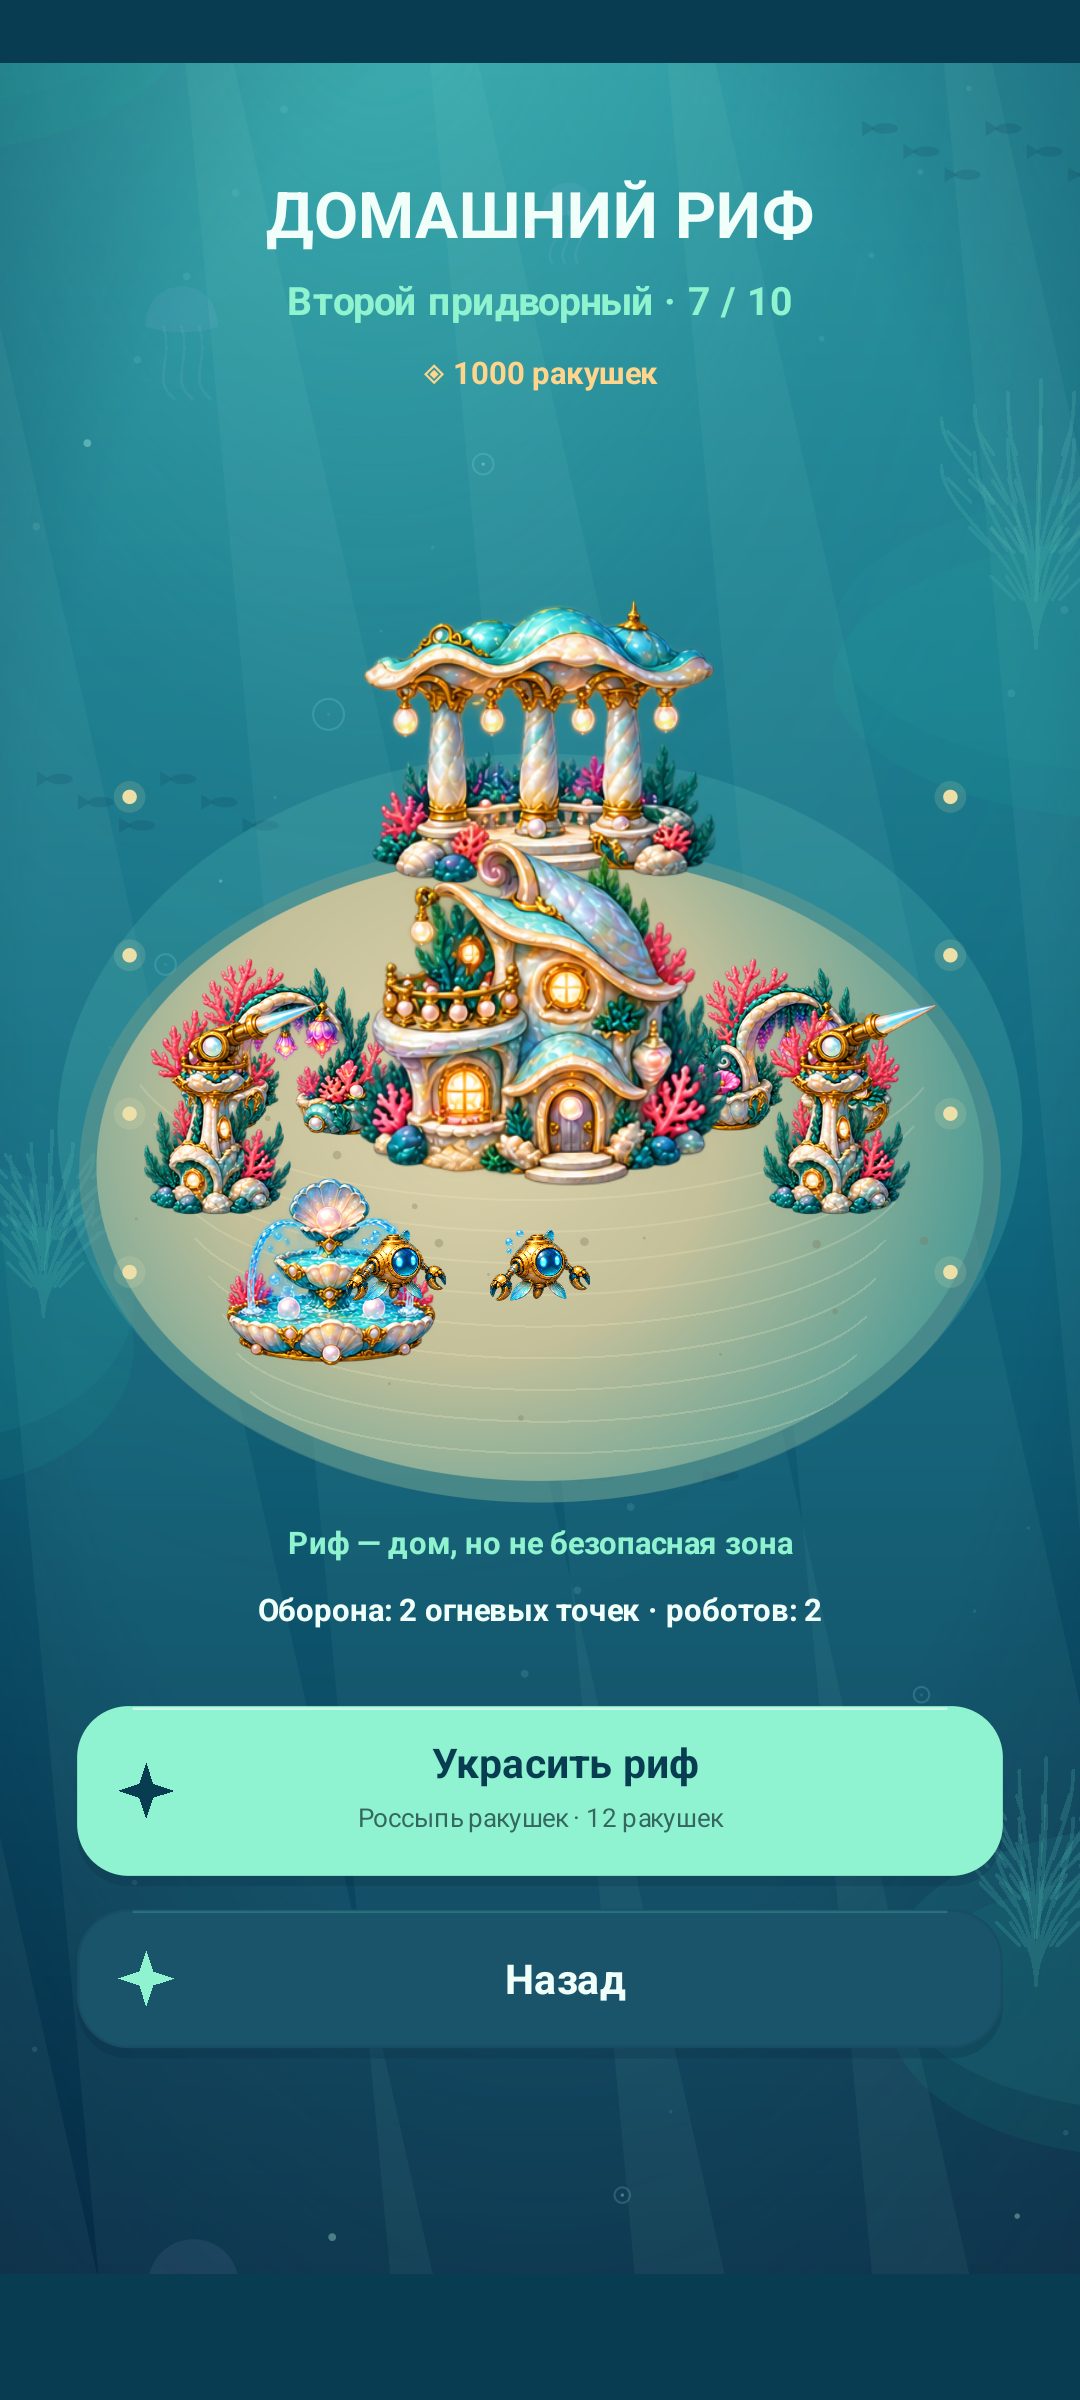 ДОМАШНИЙ РИФ
Второй придворный · 7 / 10
1000 ракушек
Риф — дом, но не безопасная зона
Оборона: 2 огневых точек · роботов: 2
Украсить риф
Россыпь ракушек · 12 ракушек
Назад